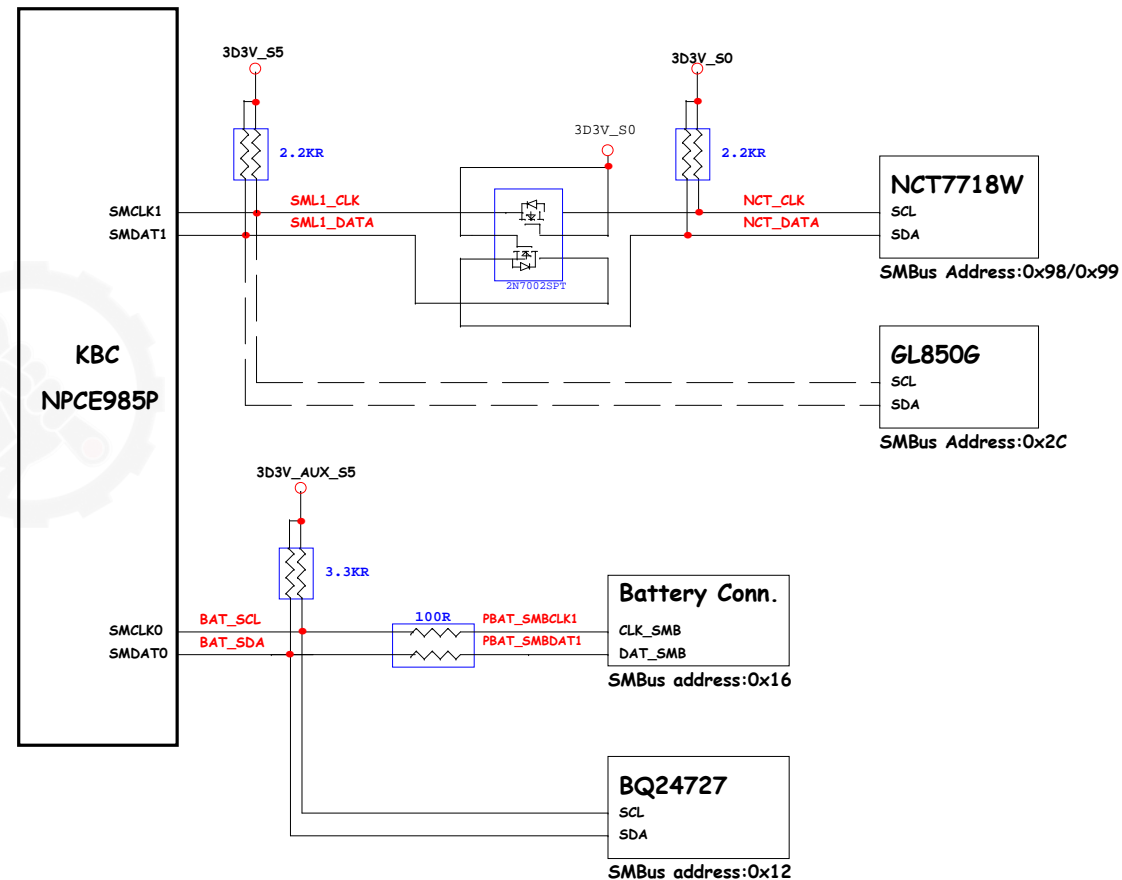 3D3V_S5
3D3V_S0
3D3V_S0
2.2KR
2.2KR
NCT7718W
SMCLK1
SML1_CLK
NCT_CLK
SCL
SMDAT1
SML1_DATA
NCT_DATA
SDA
2N7002SPT
SMBus Address:0x98/0x99
KBC
NPCE985P
GL850G
SCL
SDA
SMBus Address:0x2C
3D3V_AUX_S5
3.3KR
Battery Conn.
SMCLK0
BAT_SCL
100R
PBAT_SMBCLK1
CLK_SMB
SMDAT0
BAT_SDA
PBAT_SMBDAT1
DAT_SMB
SMBus address:0x16
BQ24727
SCL
SDA
SMBus address:0x12